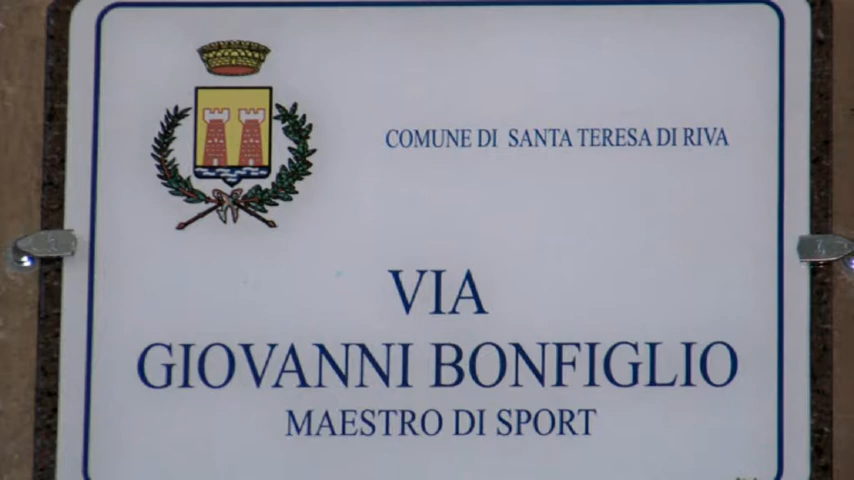 COMUNE DI SANTA TERESA DI RIVA
VIA
GIOVANNI BONFIGLIO
MAESTRO DI SPORT